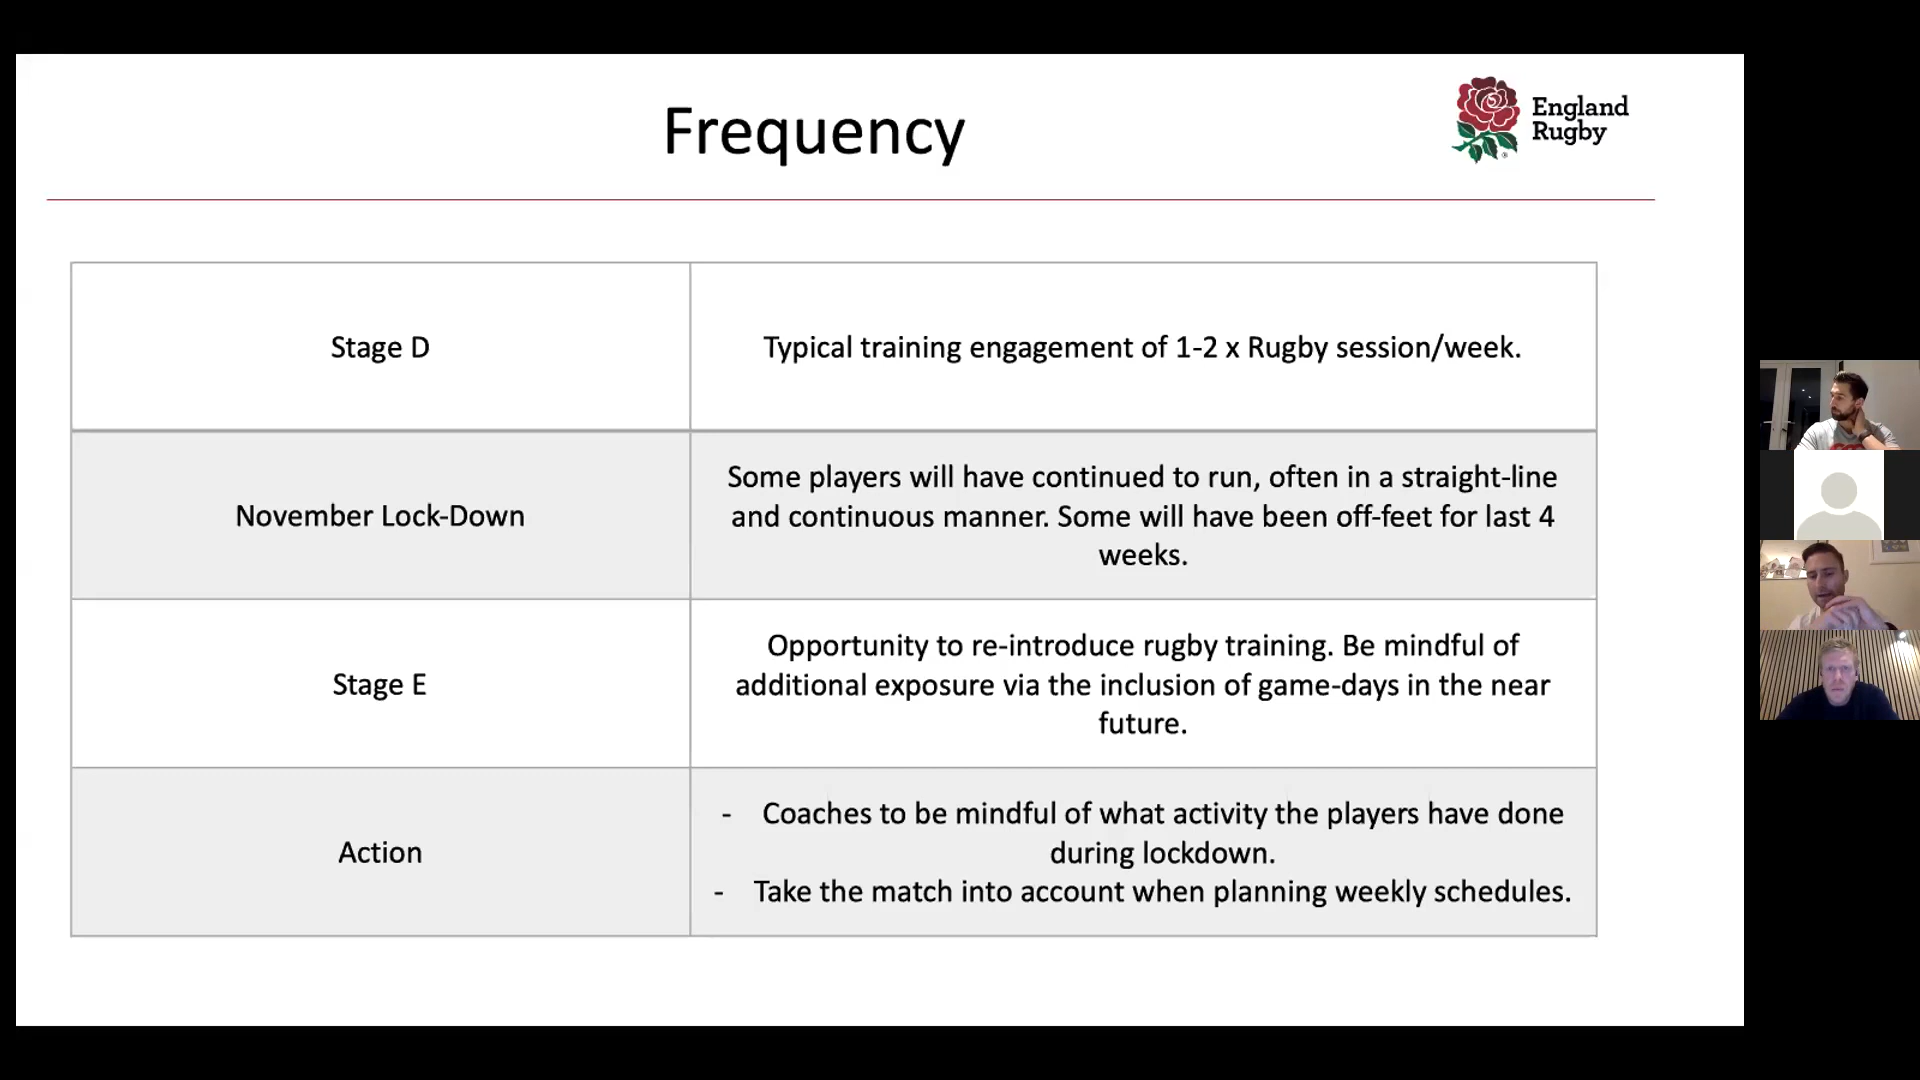 Frequency
England
Rugby
Stage D
Typical training engagement of 1-2 x Rugby session/week.
November Lock-Down
Some players will have continued to run, often in a straight-line
and continuous manner. Some will have been off-feet for last 4
weeks.
Stage E
Opportunity to re-introduce rugby training. Be mindful of
additional exposure via the inclusion of game-days in the near
future.
Action
- Coaches to be mindful of what activity the players have done
during lockdown.
- Take the match into account when planning weekly schedules.